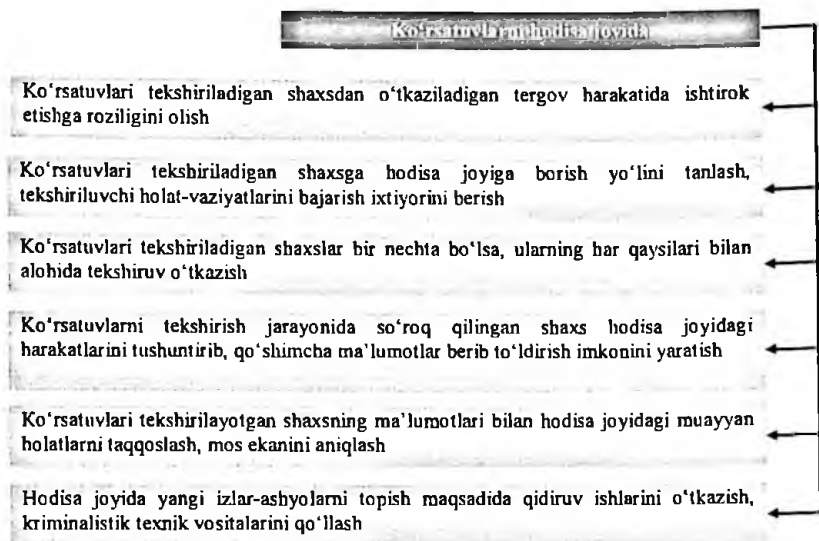 Ko‘rsatuvlarni hodisa joyida
Ko‘rsatuvlari tekshiriladigan shaxsdan o‘tkaziladigan tergov harakatida ishtirok
etishga roziligini olish
Ko‘rsatuvlari tekshiriladigan shaxsga hodisa joyiga borish yo‘lini tanlash,
tekshiriluvchi holat-vaziyatlarini bajarish ixtiyorini berish
Ko‘rsatuvlari tekshiriladigan shaxslar bir nechta bo‘lsa, ularning har qaysilari bilan
alohida tekshiruv o‘tkazish
Ko‘rsatuvlarni tekshirish jarayonida so‘roq qilingan shaxs hodisa joyidagi
harakatlarini tushuntirib, qo‘shimcha ma’lumotlar berib to‘ldirish imkonini yaratish
Ko‘rsatuvlari tekshirilayotgan shaxsning ma’lumotlari bilan hodisa joyidagi muayyan
holatlarni taqqoslash, mos ekanini aniqlash
Hodisa joyida yangi izlar-ashyolarni topish maqsadida qidiruv ishlarini o‘tkazish,
kriminalistik texnik vositalarini qo‘llash